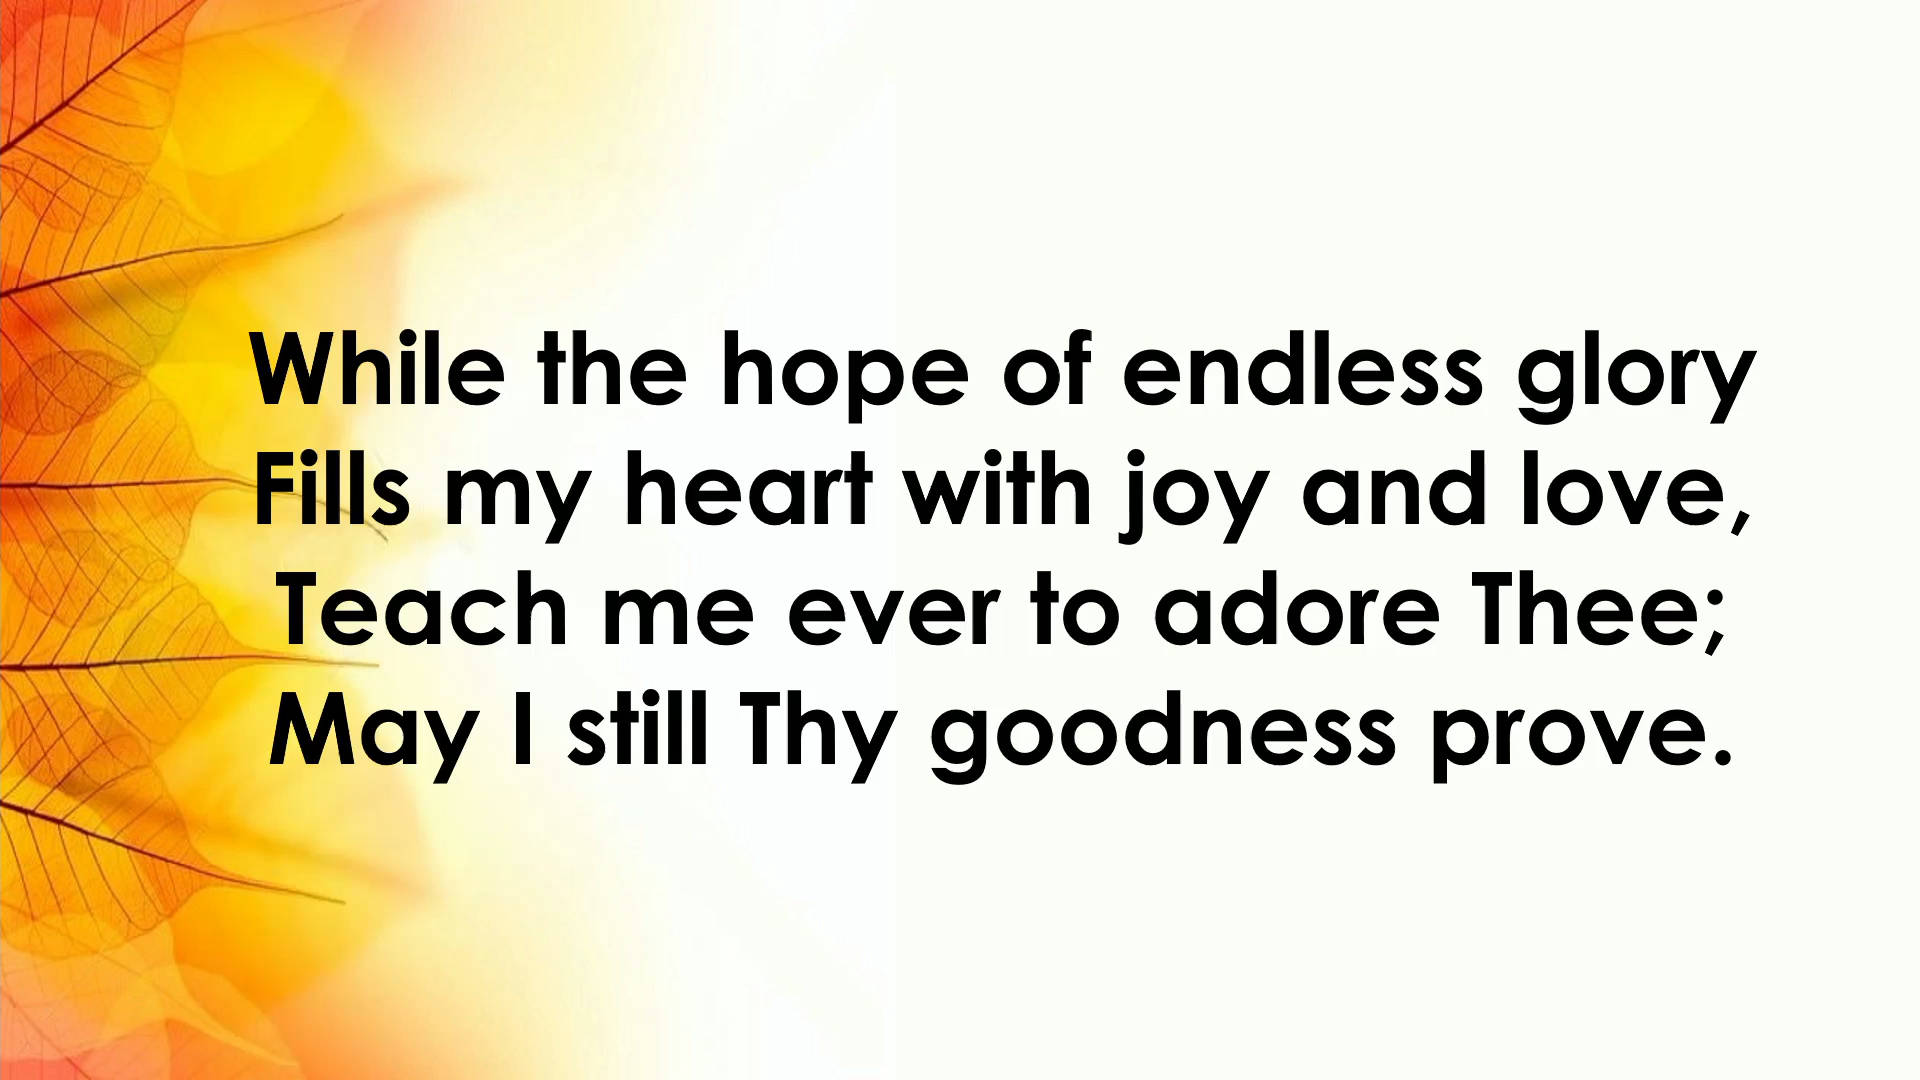 While the hope of endless glory
Fills my heart with joy and love,
Teach me ever to adore Thee;
May I still Thy goodness prove.